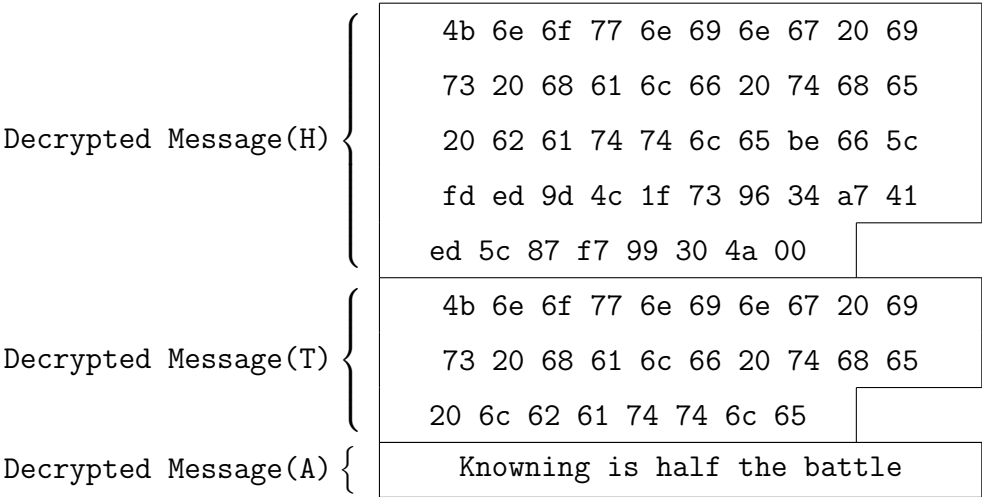 4b 6e 6f 77 6e 69 6e 67 20 69
73 20 68 61 6c 66 20 74 68 65
Decrypted Message(H) 20 62 61 74 74 6c 65 be 66 5c
fd ed 9d 4c 1f 73 96 34 a7 41
ed 5c 87 f7 99 30 4a 00
4b 6e 6f 77 6e 69 6e 67 20 69
Decrypted Message(T) 73 20 68 61 6c 66 20 74 68 65
20 6c 62 61 74 74 6c 65
Decrypted Message(A) Knowning is half the battle